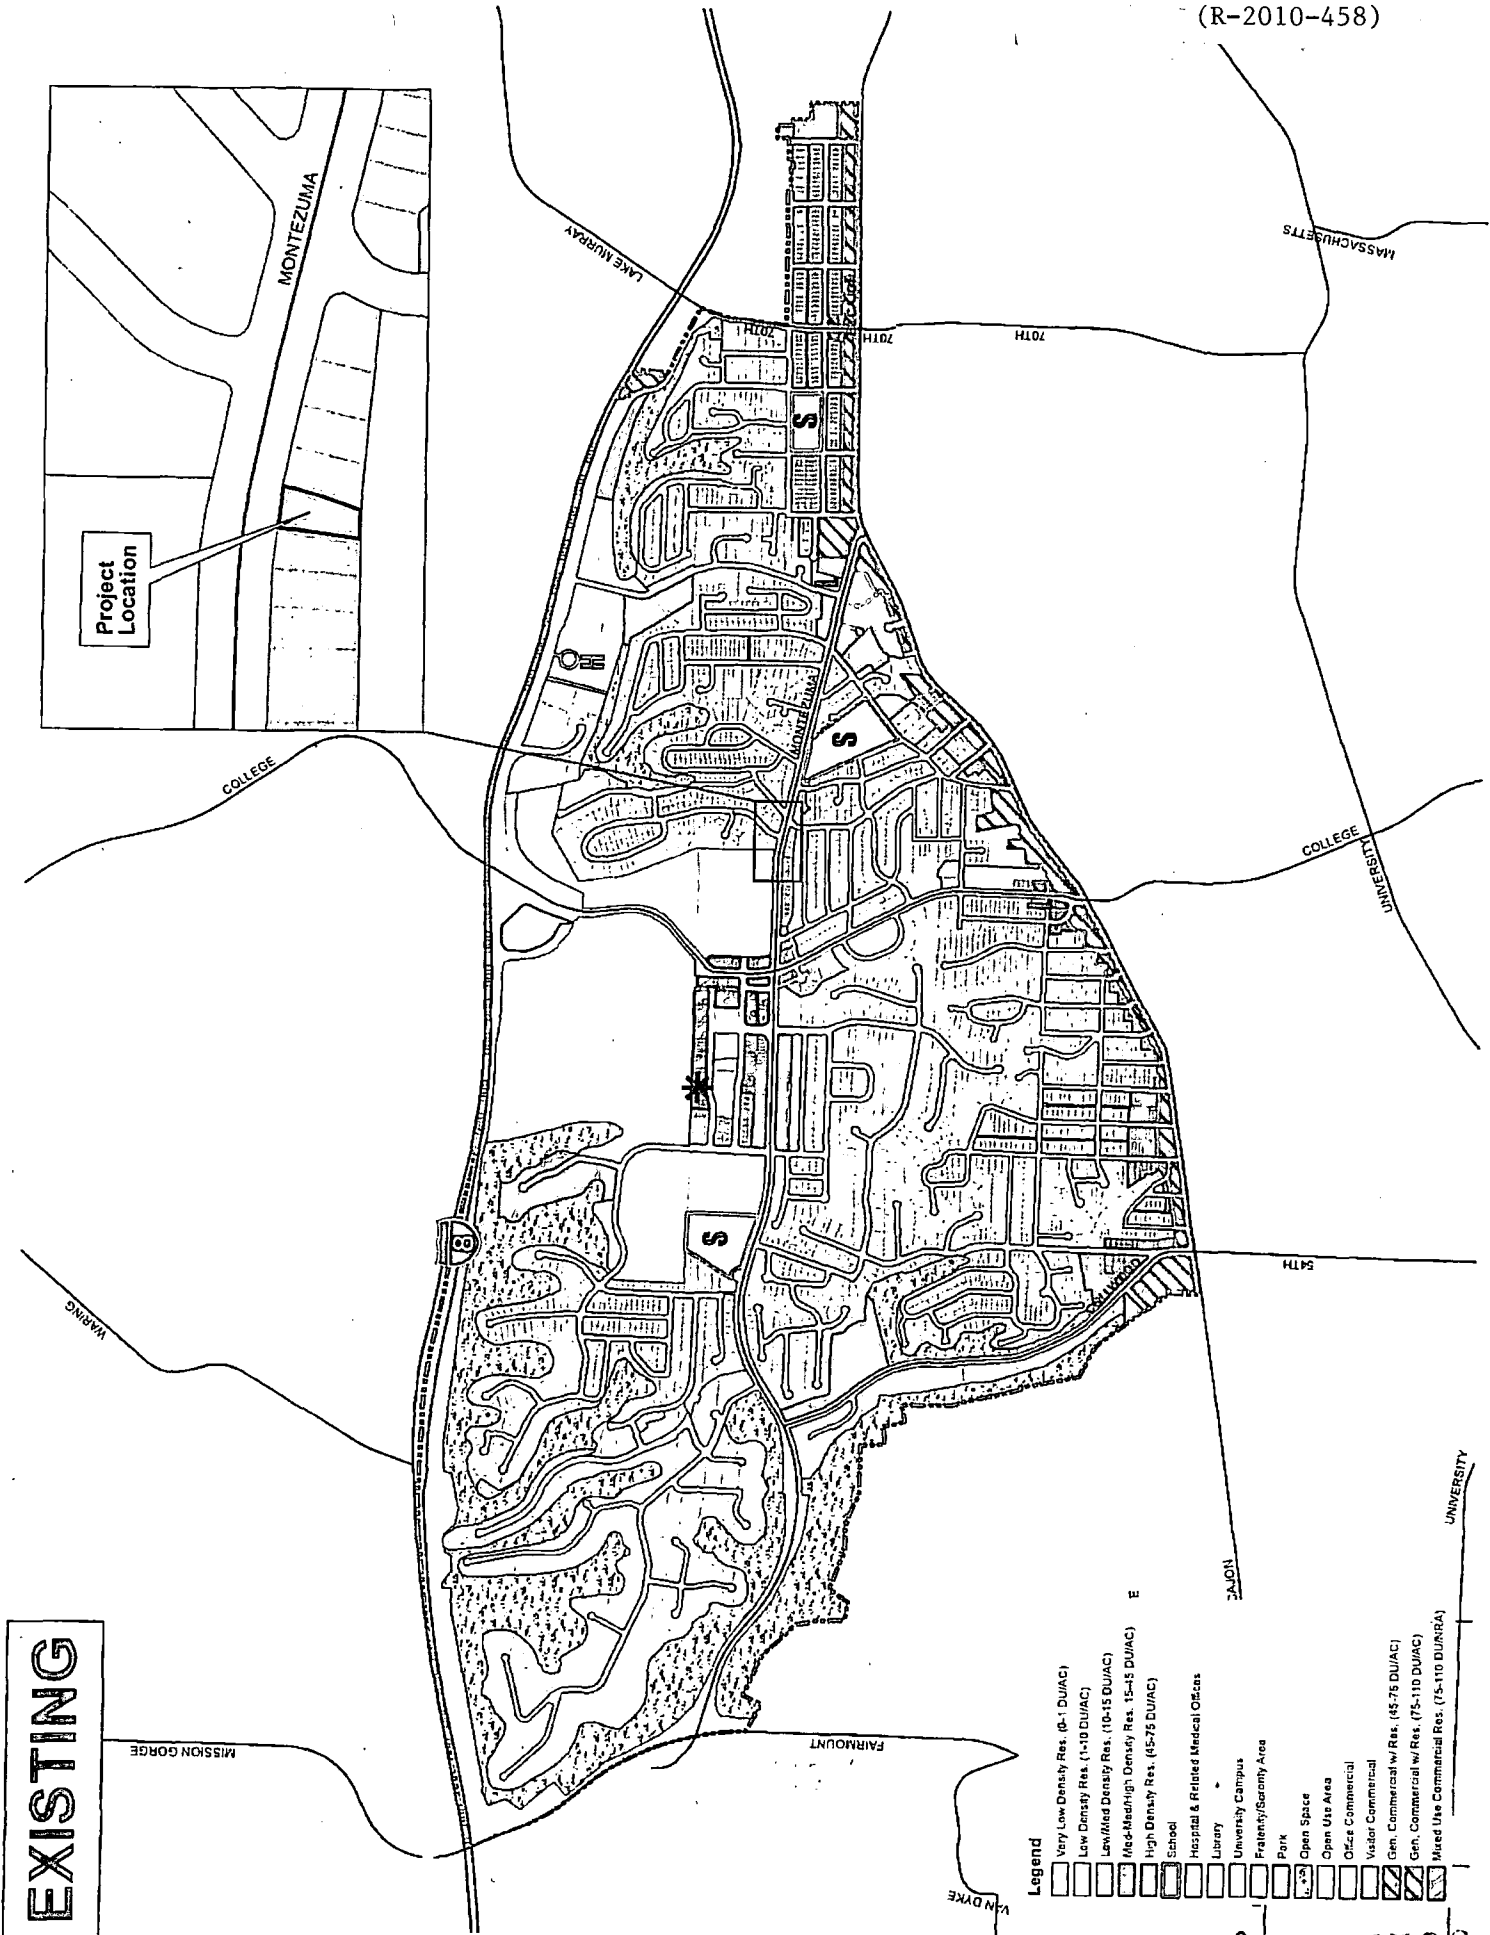 (R-2010-458)
EXISTING
Project
Location
MONTEZUMA
LAKE MURRAY
MASSACHUSETTS
70TH
70TH
70TH
S
COLLEGE
MONTEZUMA
S
COLLEGE
UNIVERSITY
S
8
54TH
WARING
MISSION GORGE
FAIRMOUNT
UNIVERSITY
VAN DYKE
Legend
Very Low Density Res. (0-1 DU/AC)
Low Density Res. (1-10 DU/AC)
Low/Med Density Res. (10-15 DU/AC)
Med-Med/High Density Res. 15-45 DU/AC)
High Density Res. (45-75 DU/AC)
School
Hospital & Related Medical Offices
Library
University Campus
Fraternity/Sorority Area
Park
Open Space
Open Use Area
Office Commercial
Visitor Commercial
Gen. Commercial w/ Res. (45-75 DU/AC)
Gen. Commercial w/ Res. (75-110 DU/AC)
Mixed Use Commercial Res. (75-110 DU/NRA)